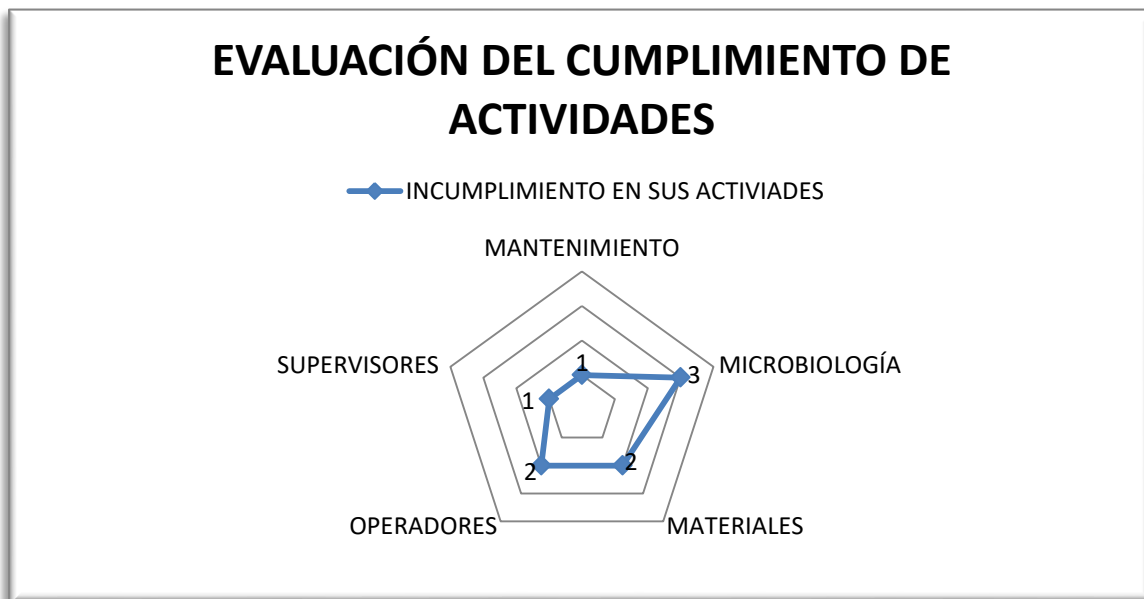 EVALUACIÓN DEL CUMPLIMIENTO DE
ACTIVIDADES
INCUMPLIMIENTO EN SUS ACTIVIADES
MANTENIMIENTO
1
SUPERVISORES
MICROBIOLOGÍA
3
1
2
2
OPERADORES
MATERIALES